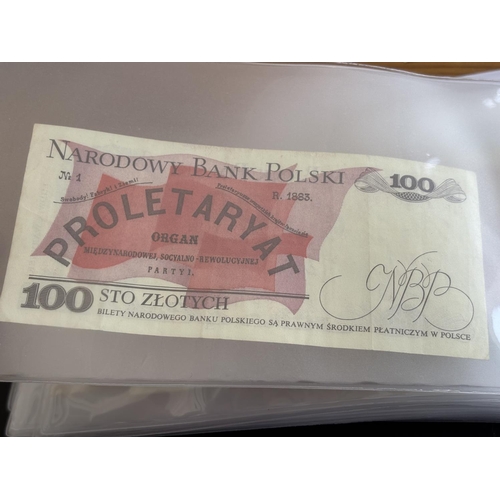 NARODOWY BANK POLSKI
100
№ 1
R. 1883.
PROLETARYAT
ORGAN
MIĘDZYNARODOWEJ, SOCYALNO-REWOLUCYJNEJ
PARTYI.
100 STO ZŁOTYCH
NBP
BILETY NARODOWEGO BANKU POLSKIEGO SĄ PRAWNYM ŚRODKIEM PŁATNICZYM W POLSCE